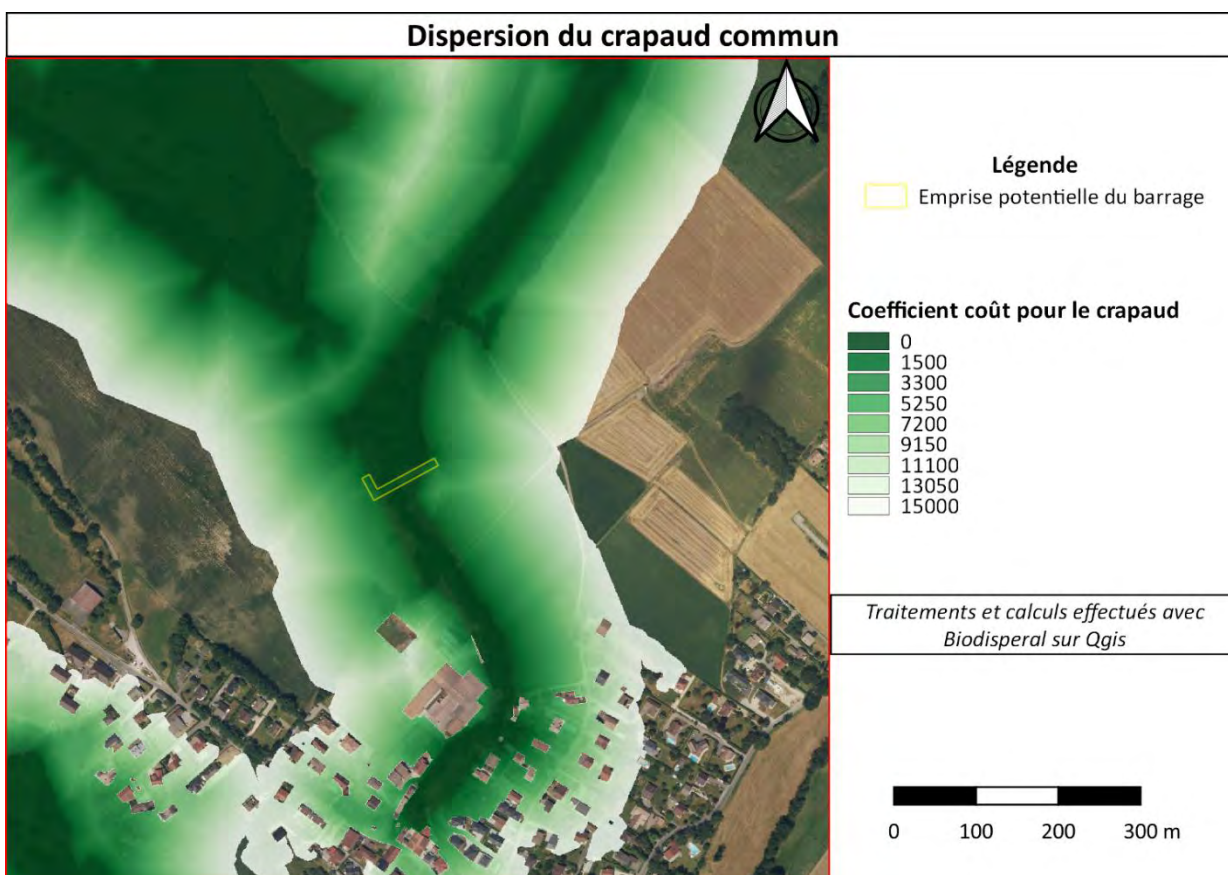 Dispersion du crapaud commun
Légende
Emprise potentielle du barrage
Coefficient coût pour le crapaud
0
1500
3300
5250
7200
9150
11100
13050
15000
Traitements et calculs effectués avec
Biodisperal sur Qgis
0 100 200 300 m